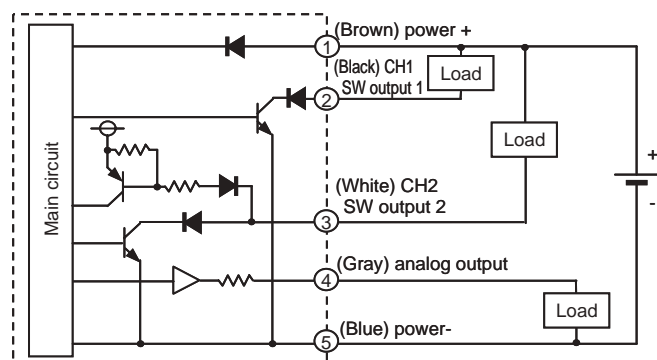 (Brown) power +
1
(Black) CH1
SW output 1
2
Load
Load
Main circuit
+
-
(White) CH2
SW output 2
3
(Gray) analog output
4
Load
(Blue) power-
5